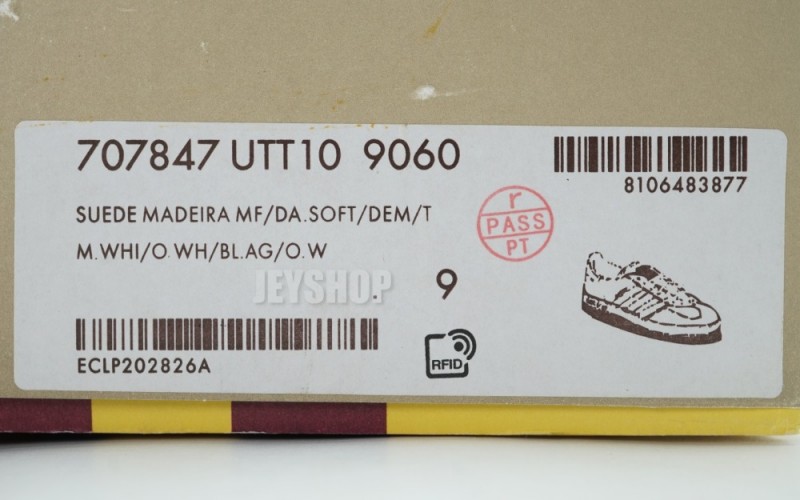 707847 UTT10 9060
8106483877
SUEDE MADEIRA MF/DA.SOFT/DEM/T
r
PASS
PT
M.WHI/O.WH/BL.AG/O.W
JEYSHOP
9
ECLP202826A
RFID